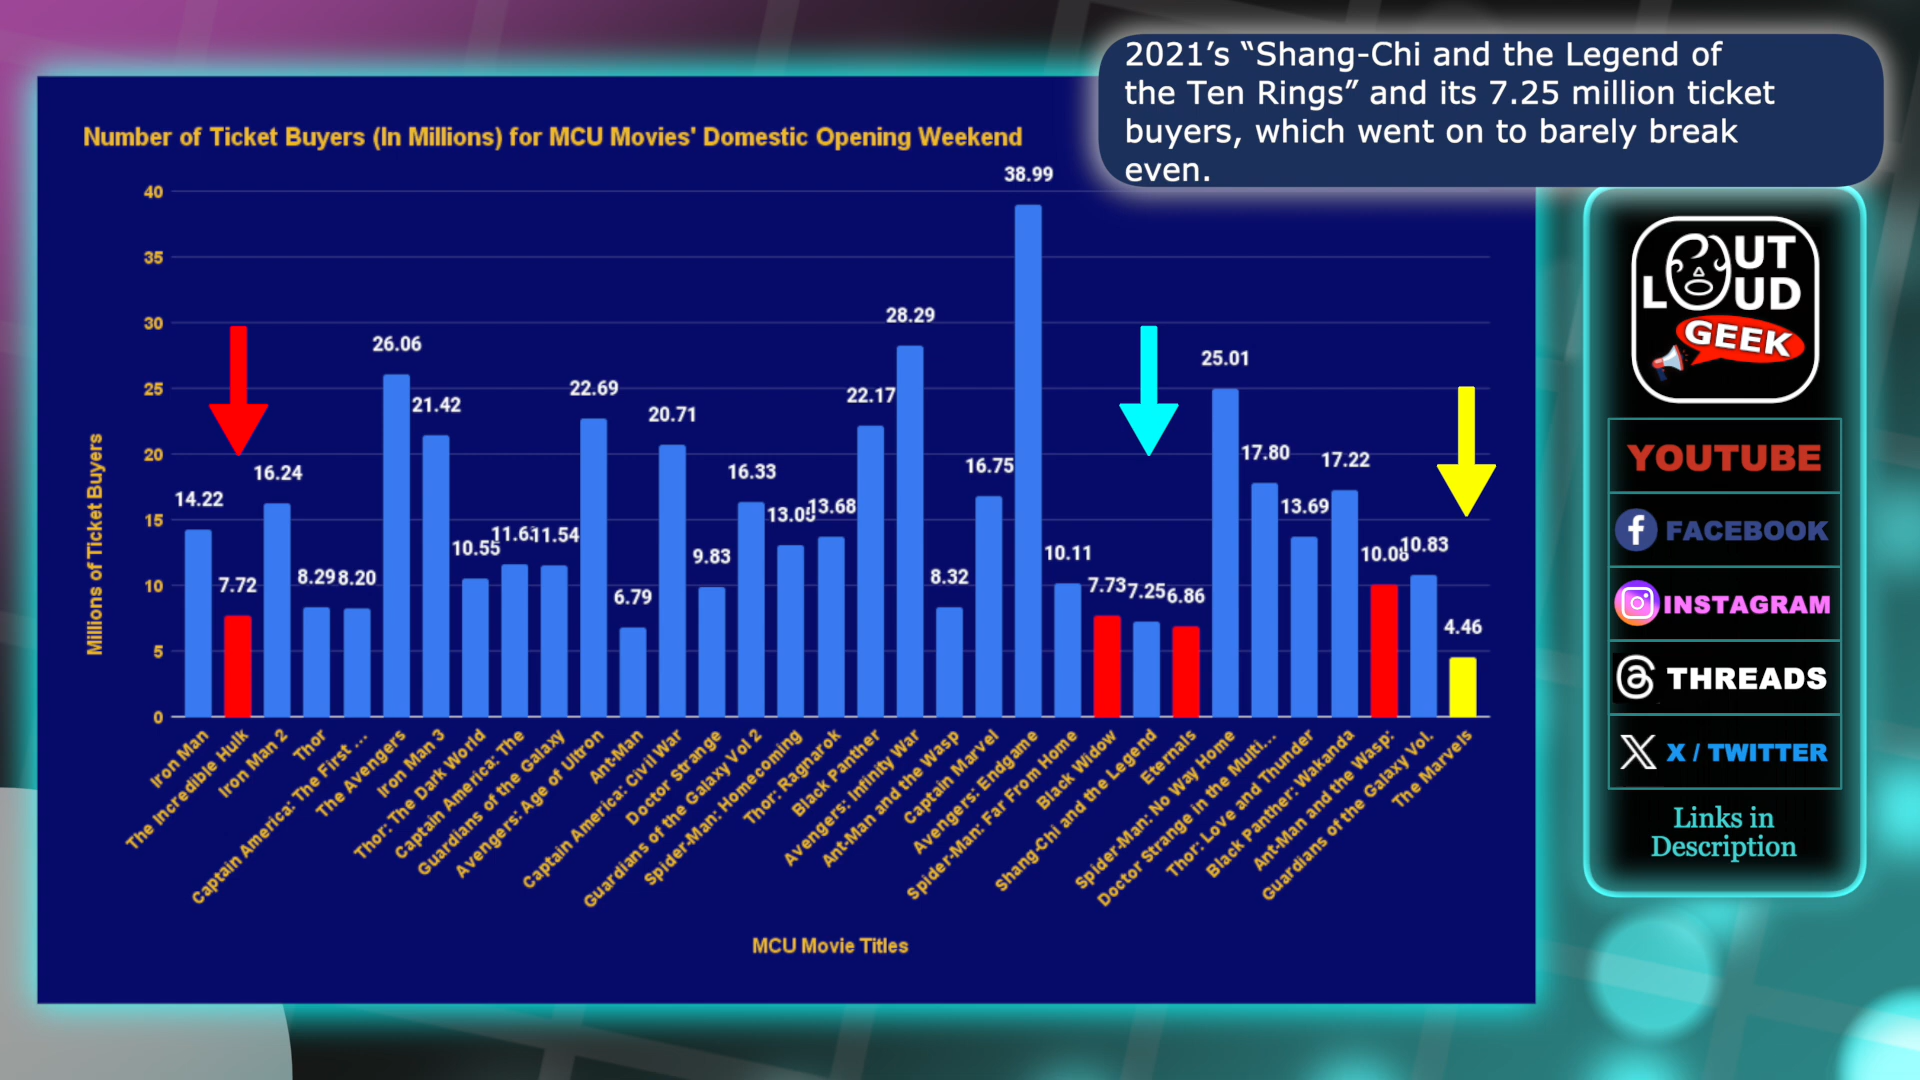 2021’s “Shang-Chi and the Legend of
the Ten Rings” and its 7.25 million ticket
buyers, which went on to barely break
even.
Number of Ticket Buyers (In Millions) for MCU Movies' Domestic Opening Weekend
Millions of Ticket Buyers
40
35
30
25
20
15
10
5
0
14.22
7.72
16.24
8.29
8.20
26.06
21.42
10.55
11.54
22.69
6.79
20.71
9.83
16.33
13.05
13.68
22.17
28.29
8.32
16.75
38.99
10.11
7.73
7.25
6.86
25.01
17.80
13.69
17.22
10.08
10.83
4.46
Iron Man
The Incredible Hulk
Iron Man 2
Thor
Captain America: The First ...
The Avengers
Iron Man 3
Thor: The Dark World
Captain America: The
Guardians of the Galaxy
Avengers: Age of Ultron
Ant-Man
Captain America: Civil War
Doctor Strange
Guardians of the Galaxy Vol 2
Spider-Man: Homecoming
Thor: Ragnarok
Black Panther
Avengers: Infinity War
Ant-Man and the Wasp
Captain Marvel
Avengers: Endgame
Spider-Man: Far From Home
Black Widow
Shang-Chi and the Legend
Eternals
Spider-Man: No Way Home
Doctor Strange in the Multi...
Thor: Love and Thunder
Black Panther: Wakanda
Ant-Man and the Wasp:
Guardians of the Galaxy Vol.
The Marvels
MCU Movie Titles
OUT
LOUD
GEEK
YOUTUBE
FACEBOOK
INSTAGRAM
THREADS
X / TWITTER
Links in
Description